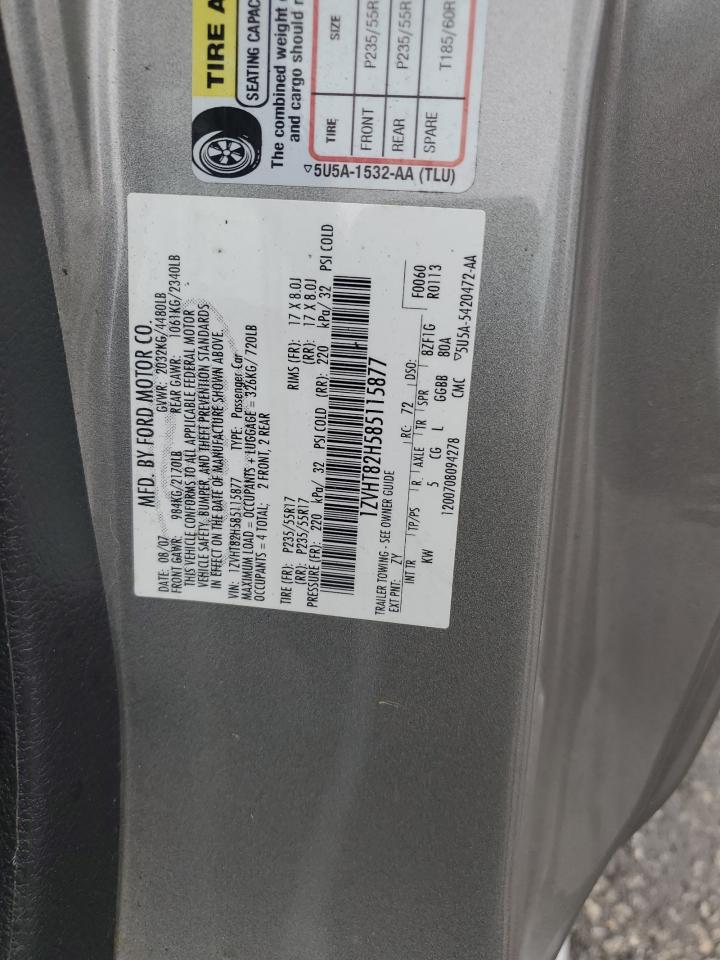 TIRE A
SEATING CAPAC
The combined weight o
and cargo should n
TIRE SIZE
FRONT P235/55R
REAR P235/55R
SPARE T185/60R
▽5U5A-1532-AA (TLU)
MFD. BY FORD MOTOR CO.
DATE: 08/07 GVWR: 2032KG/4480LB
FRONT GAWR: 984KG/2170LB REAR GAWR: 1061KG/2340LB
THIS VEHICLE CONFORMS TO ALL APPLICABLE FEDERAL MOTOR
VEHICLE SAFETY, BUMPER, AND THEFT PREVENTION STANDARDS
IN EFFECT ON THE DATE OF MANUFACTURE SHOWN ABOVE.
VIN: 1ZVHT82H585115877 TYPE: Passenger Car
MAXIMUM LOAD = OCCUPANTS + LUGGAGE = 326KG/720LB
OCCUPANTS = 4 TOTAL; 2 FRONT, 2 REAR
TIRE (FR): P235/55R17 RIMS (FR): 17 X 8.0J
(RR): P235/55R17 (RR): 17 X 8.0J
PRESSURE (FR): 220 kPa/ 32 PSI COLD (RR): 220 kPa/ 32 PSI COLD
1ZVHT82H585115877
TRAILER TOWING - SEE OWNER GUIDE
EXT PNT: ZY RC: 72 DSO: F0060
INT TR TP/PS R AXLE TR SPR R0113
KW 5 CG L GGBB 8ZF1G
80A
1200708094278 CMC ▽5U5A-5420472-AA